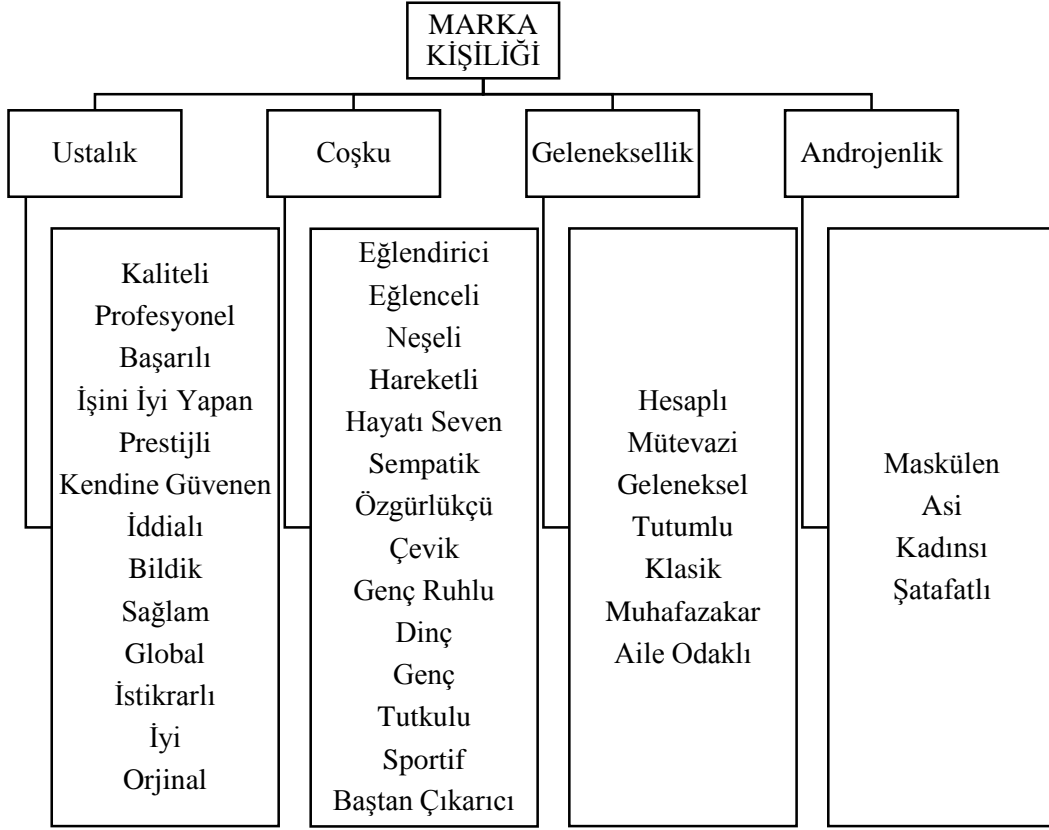 MARKA
KİŞİLİĞİ
Ustalık
Coşku
Geleneksellik
Androjenlik
Kaliteli
Profesyonel
Başarılı
İşini İyi Yapan
Prestijli
Kendine Güvenen
İddialı
Bildik
Sağlam
Global
İstikrarlı
İyi
Orjinal
Eğlendirici
Eğlenceli
Neşeli
Hareketli
Hayatı Seven
Sempatik
Özgürlükçü
Çevik
Genç Ruhlu
Dinç
Genç
Tutkulu
Sportif
Baştan Çıkarıcı
Hesaplı
Mütevazi
Geleneksel
Tutumlu
Klasik
Muhafazakar
Aile Odaklı
Maskülen
Asi
Kadınsı
Şatafatlı